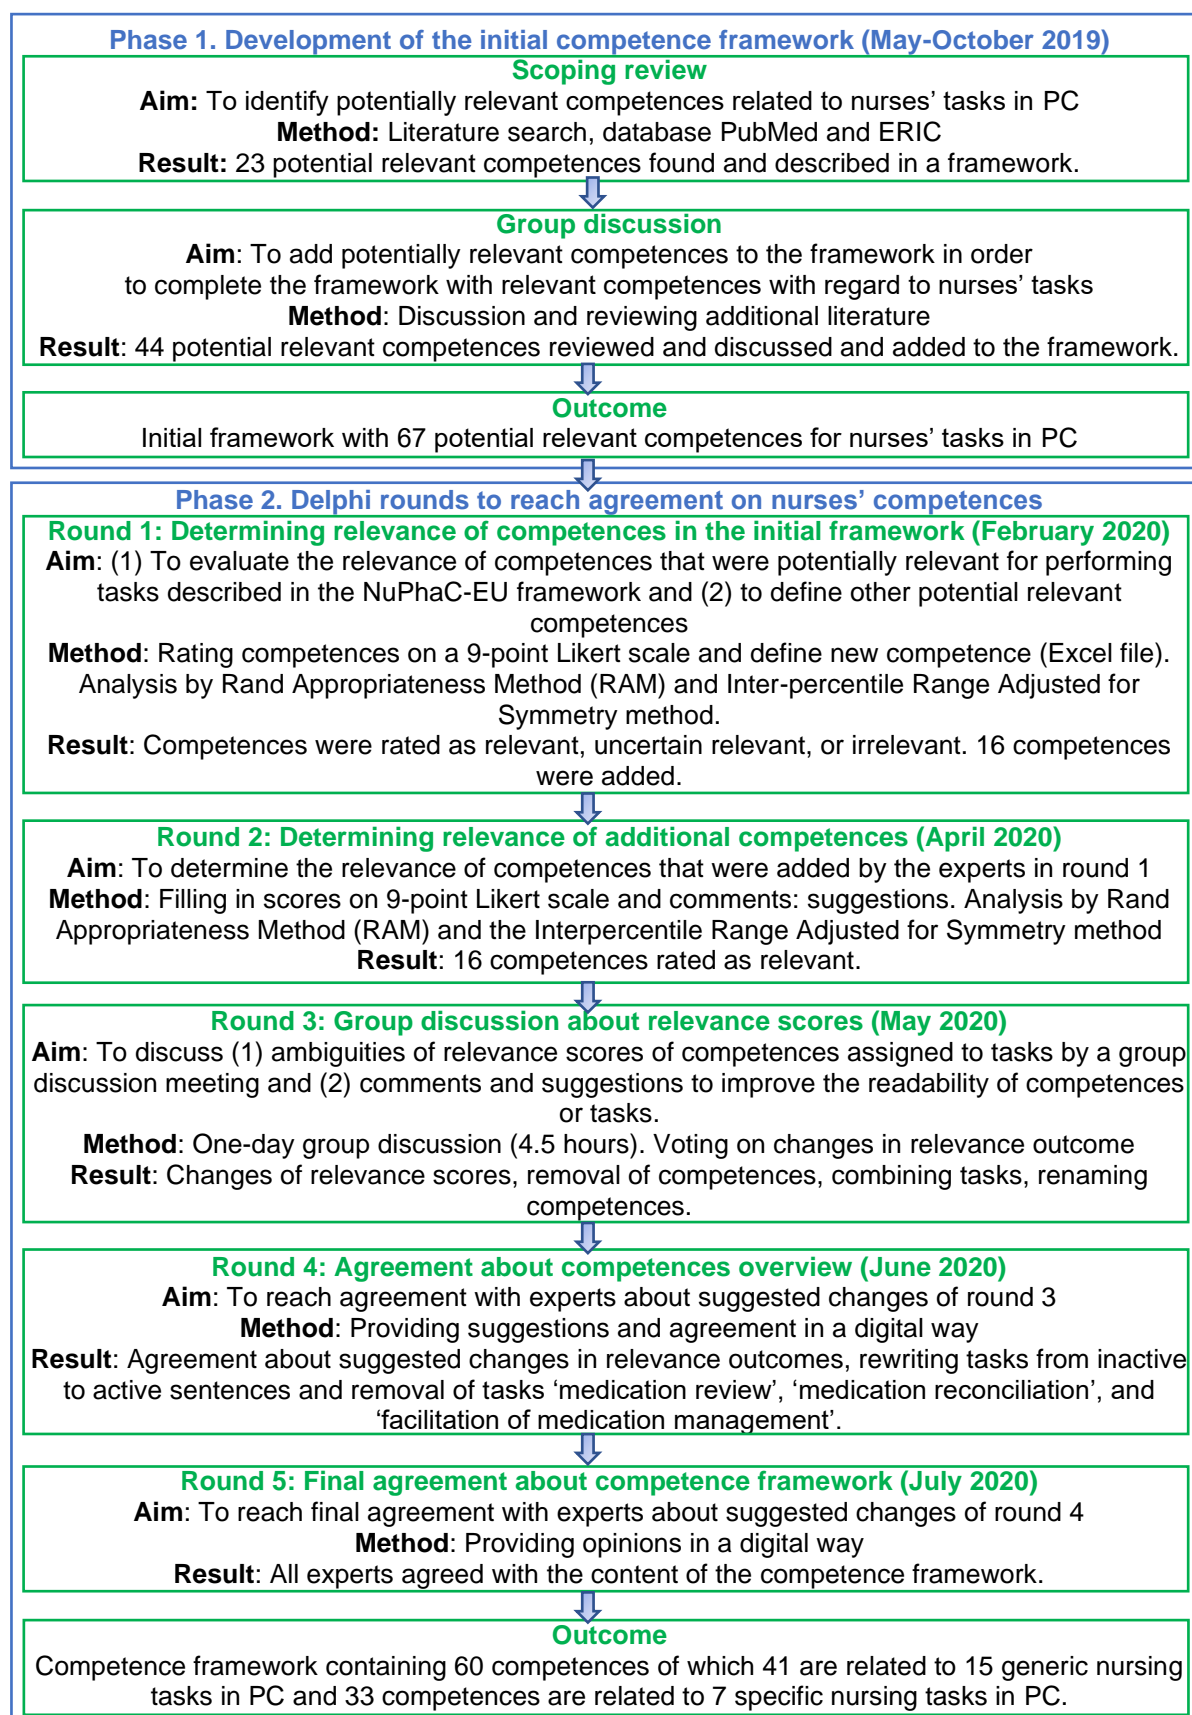 Phase 1. Development of the initial competence framework (May-October 2019)
Scoping review
Aim: To identify potentially relevant competences related to nurses’ tasks in PC
Method: Literature search, database PubMed and ERIC
Result: 23 potential relevant competences found and described in a framework.
Group discussion
Aim: To add potentially relevant competences to the framework in order
to complete the framework with relevant competences with regard to nurses’ tasks
Method: Discussion and reviewing additional literature
Result: 44 potential relevant competences reviewed and discussed and added to the framework.
Outcome
Initial framework with 67 potential relevant competences for nurses’ tasks in PC
Phase 2. Delphi rounds to reach agreement on nurses’ competences
Round 1: Determining relevance of competences in the initial framework (February 2020)
Aim: (1) To evaluate the relevance of competences that were potentially relevant for performing
tasks described in the NuPhaC-EU framework and (2) to define other potential relevant
competences
Method: Rating competences on a 9-point Likert scale and define new competence (Excel file).
Analysis by Rand Appropriateness Method (RAM) and Inter-percentile Range Adjusted for
Symmetry method.
Result: Competences were rated as relevant, uncertain relevant, or irrelevant. 16 competences
were added.
Round 2: Determining relevance of additional competences (April 2020)
Aim: To determine the relevance of competences that were added by the experts in round 1
Method: Filling in scores on 9-point Likert scale and comments: suggestions. Analysis by Rand
Appropriateness Method (RAM) and the Interpercentile Range Adjusted for Symmetry method
Result: 16 competences rated as relevant.
Round 3: Group discussion about relevance scores (May 2020)
Aim: To discuss (1) ambiguities of relevance scores of competences assigned to tasks by a group
discussion meeting and (2) comments and suggestions to improve the readability of competences
or tasks.
Method: One-day group discussion (4.5 hours). Voting on changes in relevance outcome
Result: Changes of relevance scores, removal of competences, combining tasks, renaming
competences.
Round 4: Agreement about competences overview (June 2020)
Aim: To reach agreement with experts about suggested changes of round 3
Method: Providing suggestions and agreement in a digital way
Result: Agreement about suggested changes in relevance outcomes, rewriting tasks from inactive
to active sentences and removal of tasks ‘medication review’, ‘medication reconciliation’, and
‘facilitation of medication management’.
Round 5: Final agreement about competence framework (July 2020)
Aim: To reach final agreement with experts about suggested changes of round 4
Method: Providing opinions in a digital way
Result: All experts agreed with the content of the competence framework.
Outcome
Competence framework containing 60 competences of which 41 are related to 15 generic nursing
tasks in PC and 33 competences are related to 7 specific nursing tasks in PC.